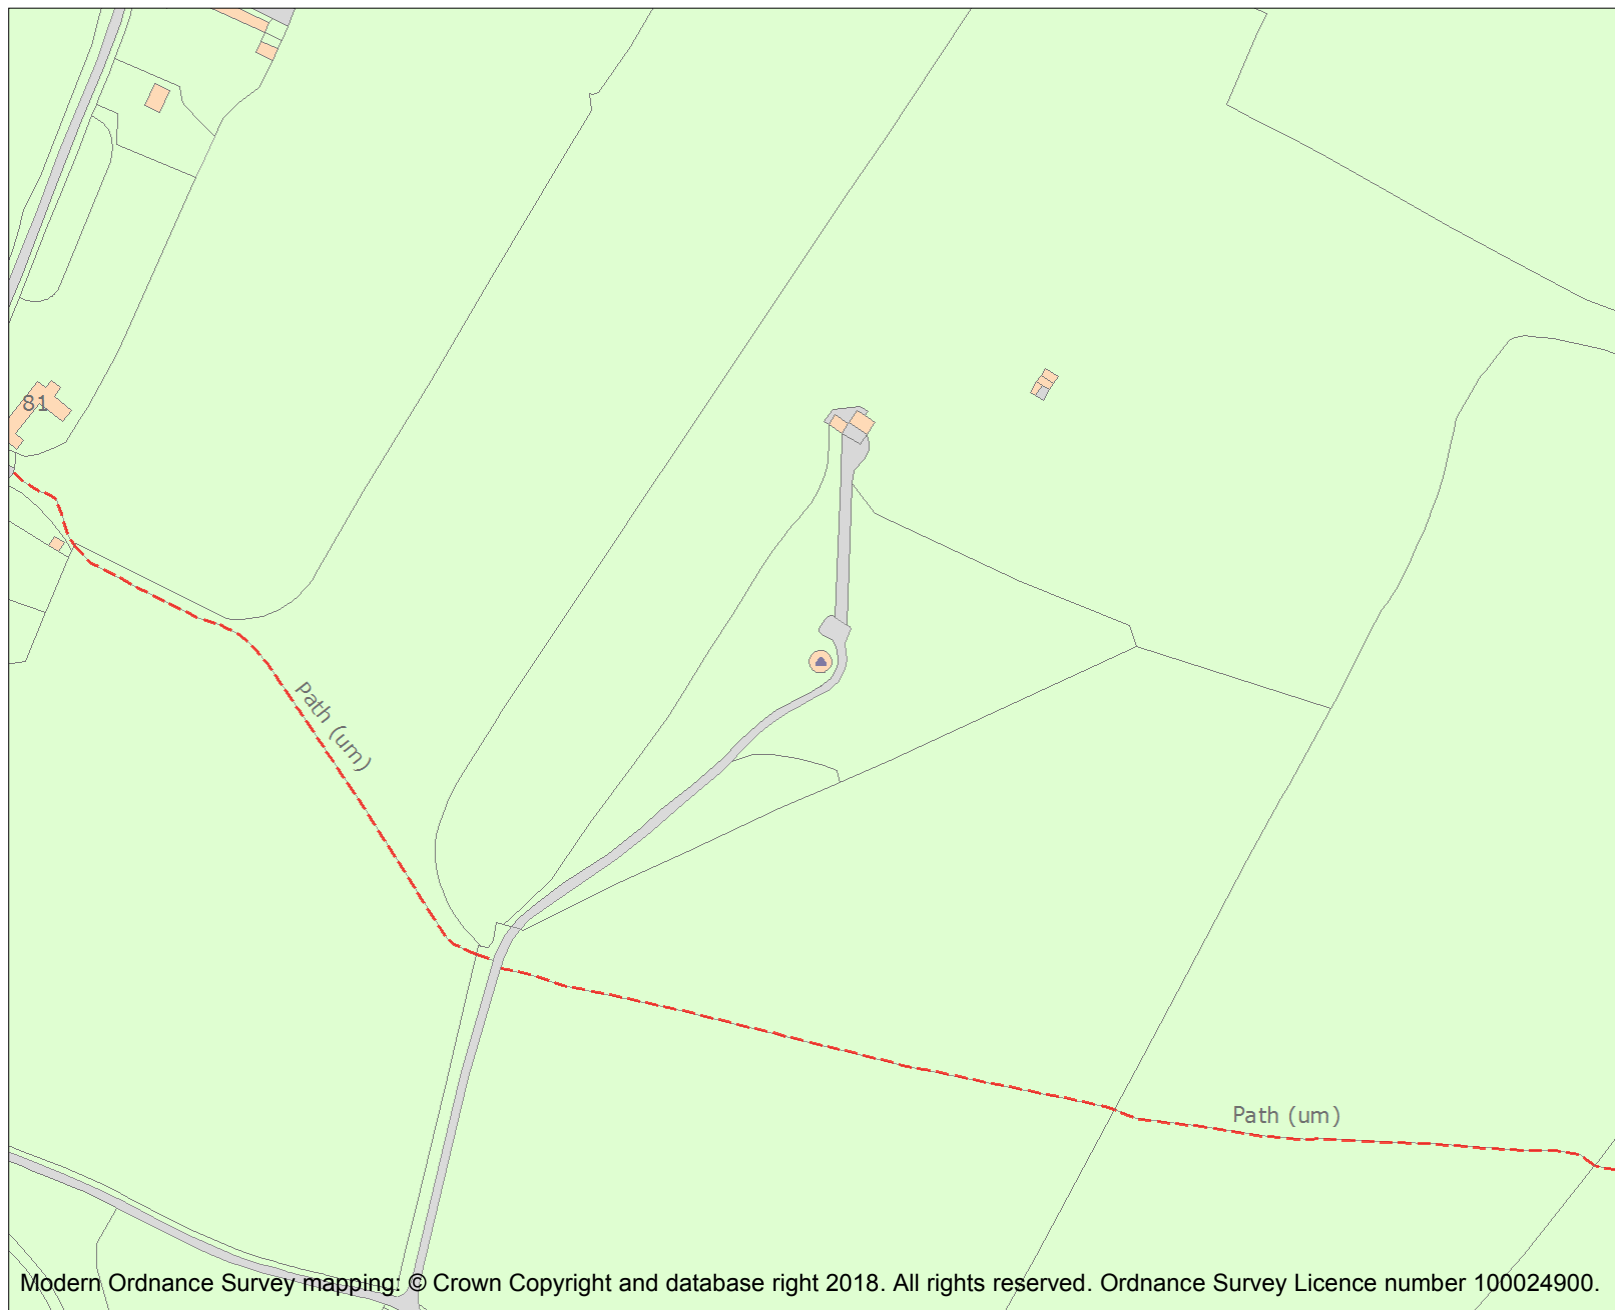 81
Path (um)
Path (um)
Modern Ordnance Survey mapping: © Crown Copyright and database right 2018. All rights reserved. Ordnance Survey Licence number 100024900.